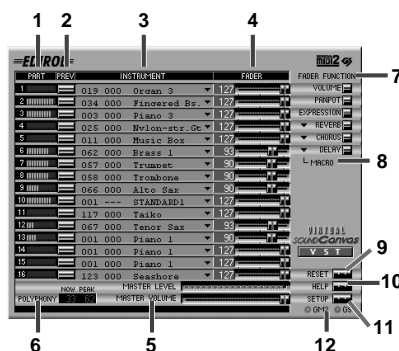 1 2 3 4
EDIROL MIDI2 GS
PART PREV INSTRUMENT FADER FADER FUNCTION 7
1 019 000 Organ 3 127 VOLUME
2 034 000 Fingered Bs. 127 PANPOT
3 003 000 Piano 3 127 EXPRESSION
4 025 000 Nylon-str.Gt 127 REVERB
5 011 000 Music Box 127 CHORUS
6 062 000 Brass 1 93 DELAY
7 057 000 Trumpet 90 MACRO 8
8 058 000 Trombone 90
9 066 000 Alto Sax 90
10 001 --- STANDARD1 127
11 117 000 Taiko 127 VIRTUAL
12 067 000 Tenor Sax 93 SOUND Canvas
13 001 000 Piano 1 90 VST
14 001 000 Piano 1 127
15 001 000 Piano 1 127 9
16 123 000 Seashore 127 RESET
NOW PEAK MASTER LEVEL HELP 10
POLYPHONY 33 67 MASTER VOLUME SETUP 11
GM2 GS
6 5 12